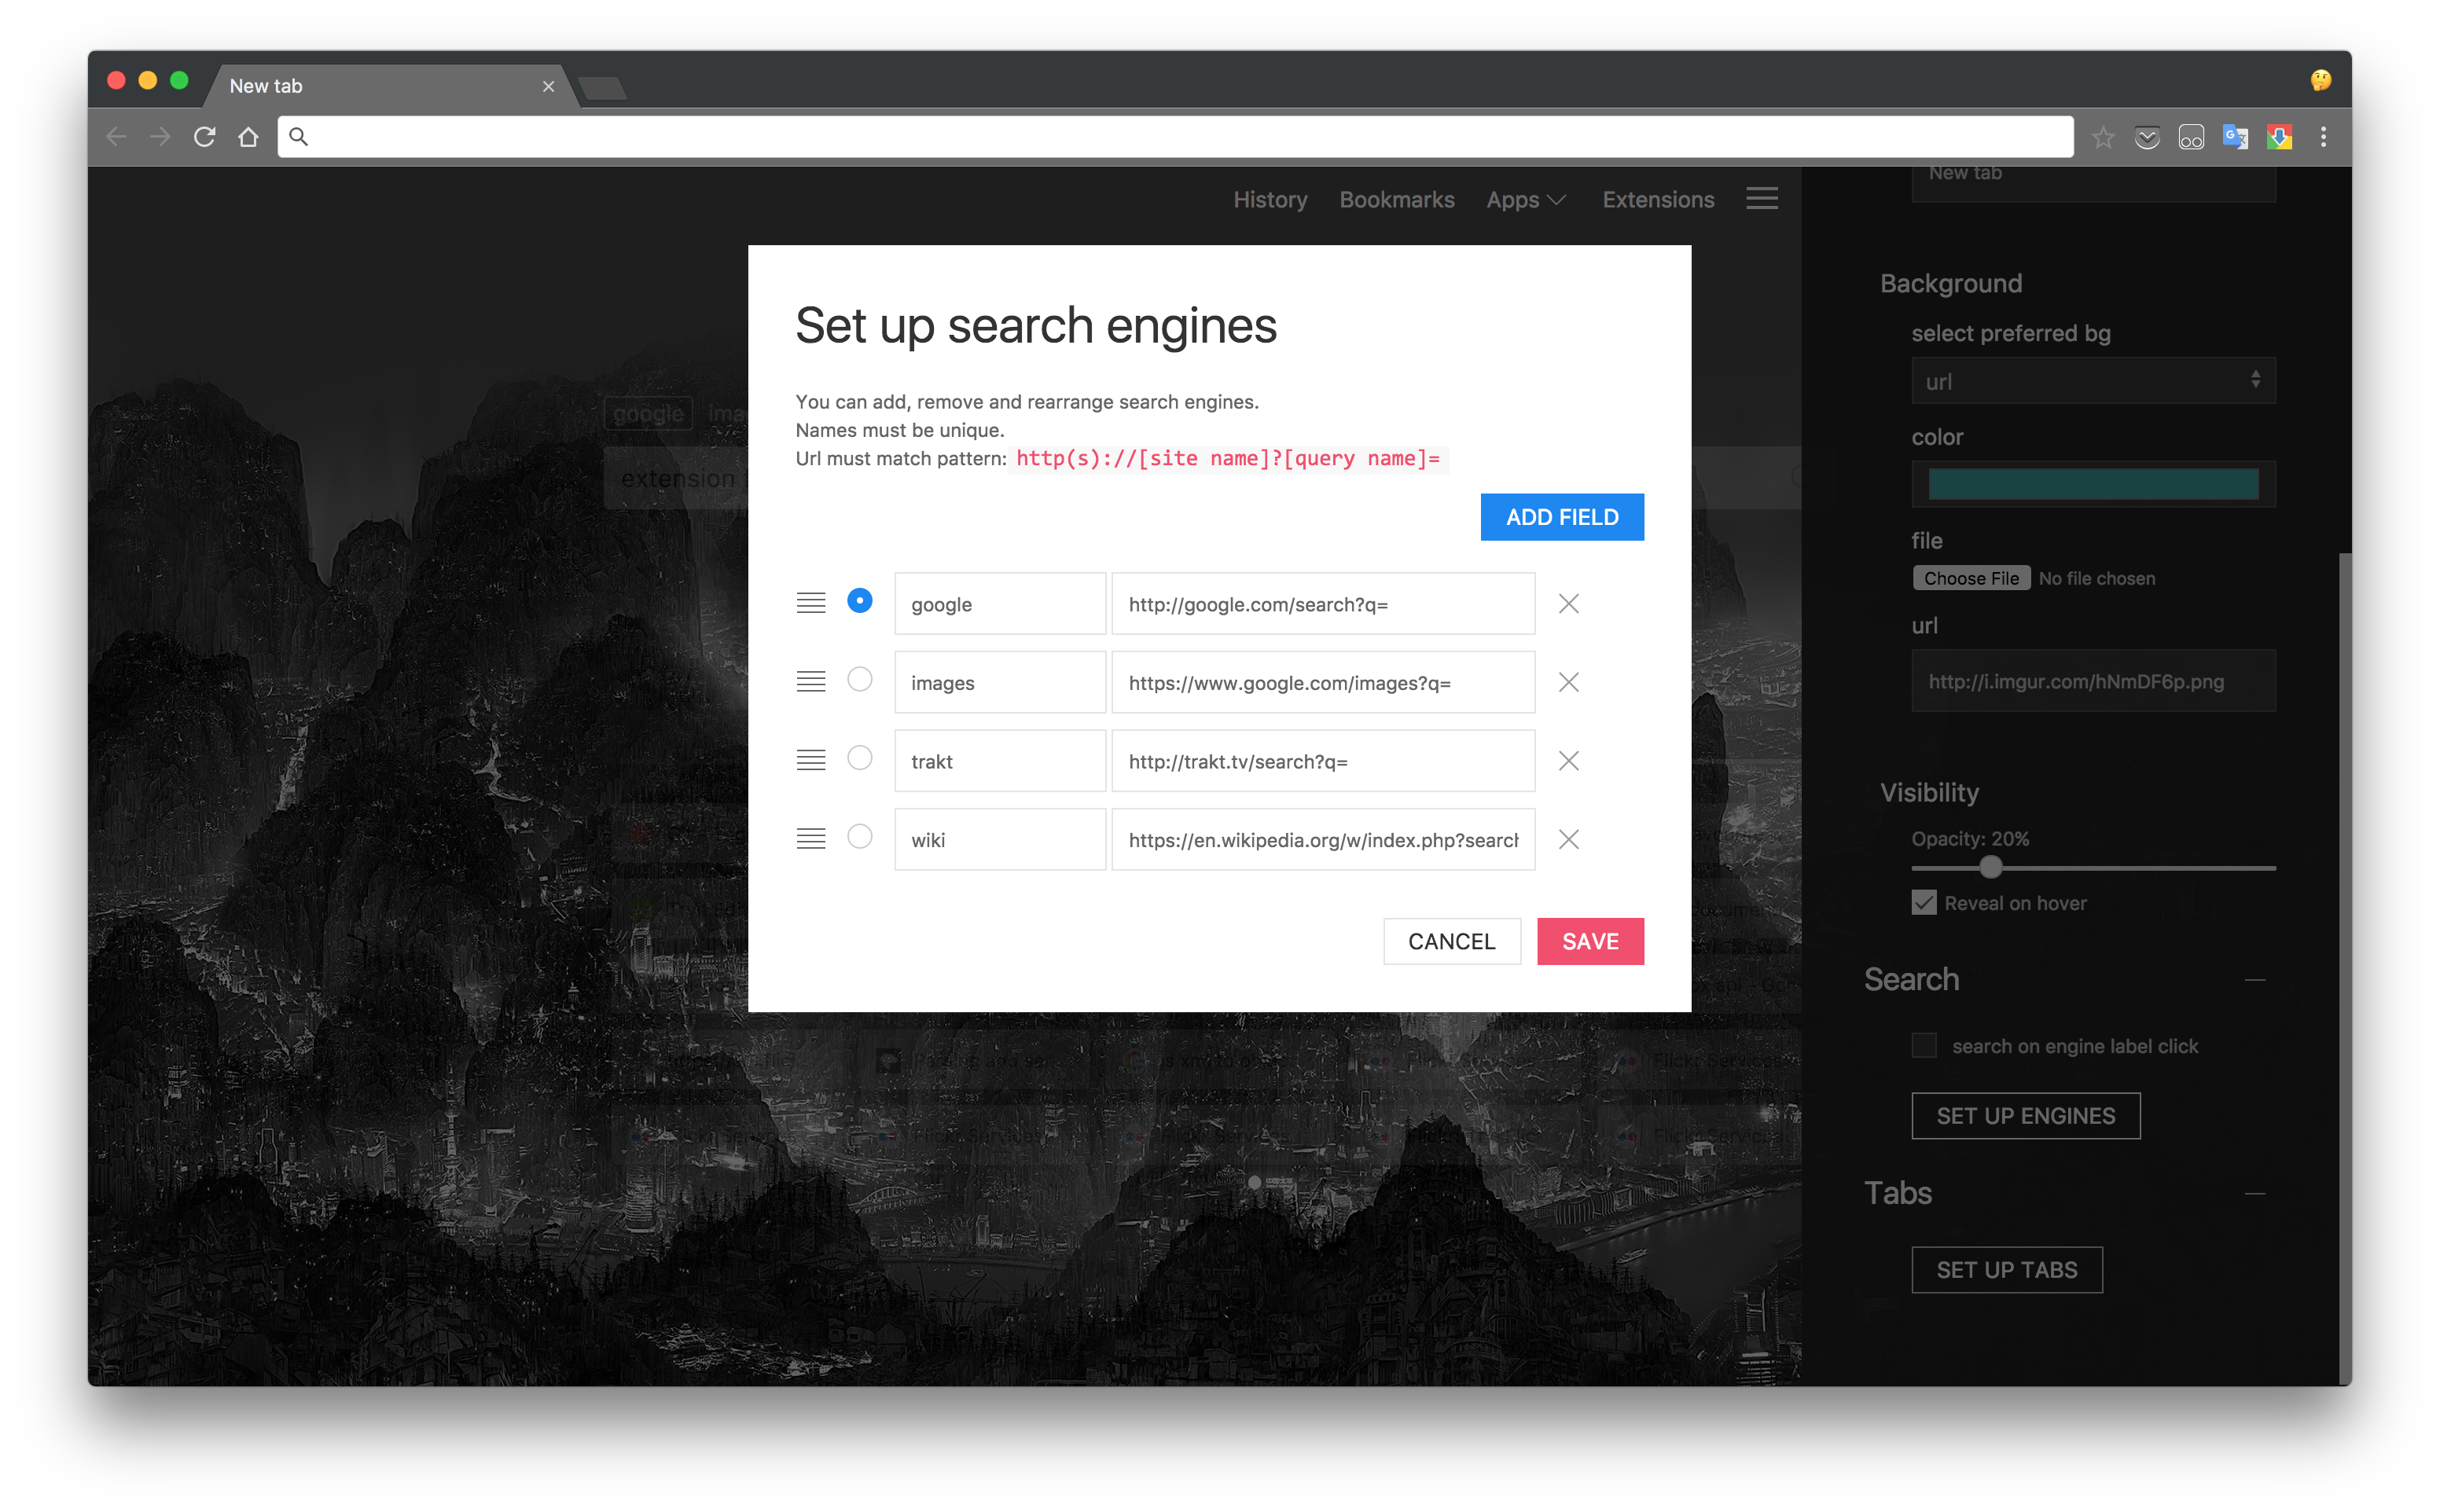 New tab
History Bookmarks Apps Extensions
New tab
google
extension
Set up search engines
You can add, remove and rearrange search engines.
Names must be unique.
Url must match pattern: http(s)://[site name]?[query name]=
ADD FIELD
google http://google.com/search?q=
images https://www.google.com/images?q=
trakt http://trakt.tv/search?q=
wiki https://en.wikipedia.org/w/index.php?search
CANCEL SAVE
Background
select preferred bg
url
color
file
Choose File No file chosen
url
http://i.imgur.com/hNmDF6p.png
Visibility
Opacity: 20%
Reveal on hover
Search
search on engine label click
SET UP ENGINES
Tabs
SET UP TABS
Flickr Services